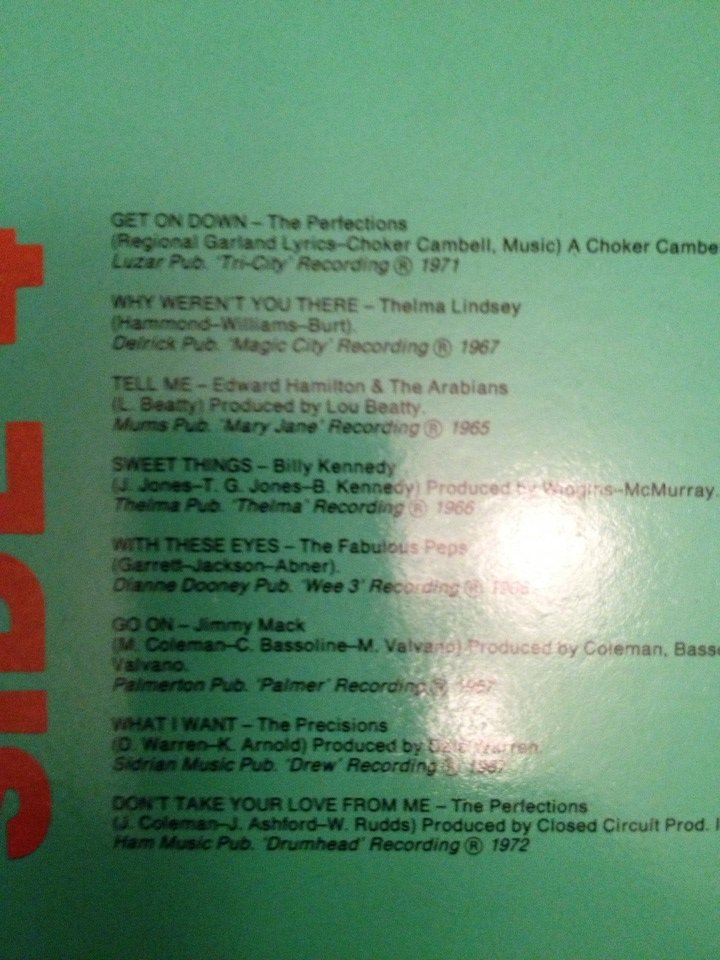 SIDE 4
GET ON DOWN – The Perfections
(Regional Garland Lyrics–Choker Cambell, Music) A Choker Cambe
Luzar Pub. 'Tri-City' Recording Ⓡ 1971
WHY WEREN'T YOU THERE – Thelma Lindsey
(Hammond–Williams–Burt).
Delrick Pub. 'Magic City' Recording Ⓡ 1967
TELL ME – Edward Hamilton & The Arabians
(L. Beatty) Produced by Lou Beatty.
Mums Pub. 'Mary Jane' Recording Ⓡ 1965
SWEET THINGS – Billy Kennedy
(J. Jones–T. G. Jones–B. Kennedy) Produced by Wiggins–McMurray.
Thelma Pub. 'Thelma' Recording Ⓡ 1966
WITH THESE EYES – The Fabulous Peps
(Garrett–Jackson–Abner).
Dianne Dooney Pub. 'Wee 3' Recording Ⓡ
GO ON – Jimmy Mack
(M. Coleman–C. Bassoline–M. Valvano) Produced by Coleman, Basso
Valvano.
Palmerton Pub. 'Palmer' Recording Ⓡ 1967
WHAT I WANT – The Precisions
(D. Warren–K. Arnold) Produced by Dale Warren.
Sidrian Music Pub. 'Drew' Recording Ⓡ 1967
DON'T TAKE YOUR LOVE FROM ME – The Perfections
(J. Coleman–J. Ashford–W. Rudds) Produced by Closed Circuit Prod. I
Ham Music Pub. 'Drumhead' Recording Ⓡ 1972